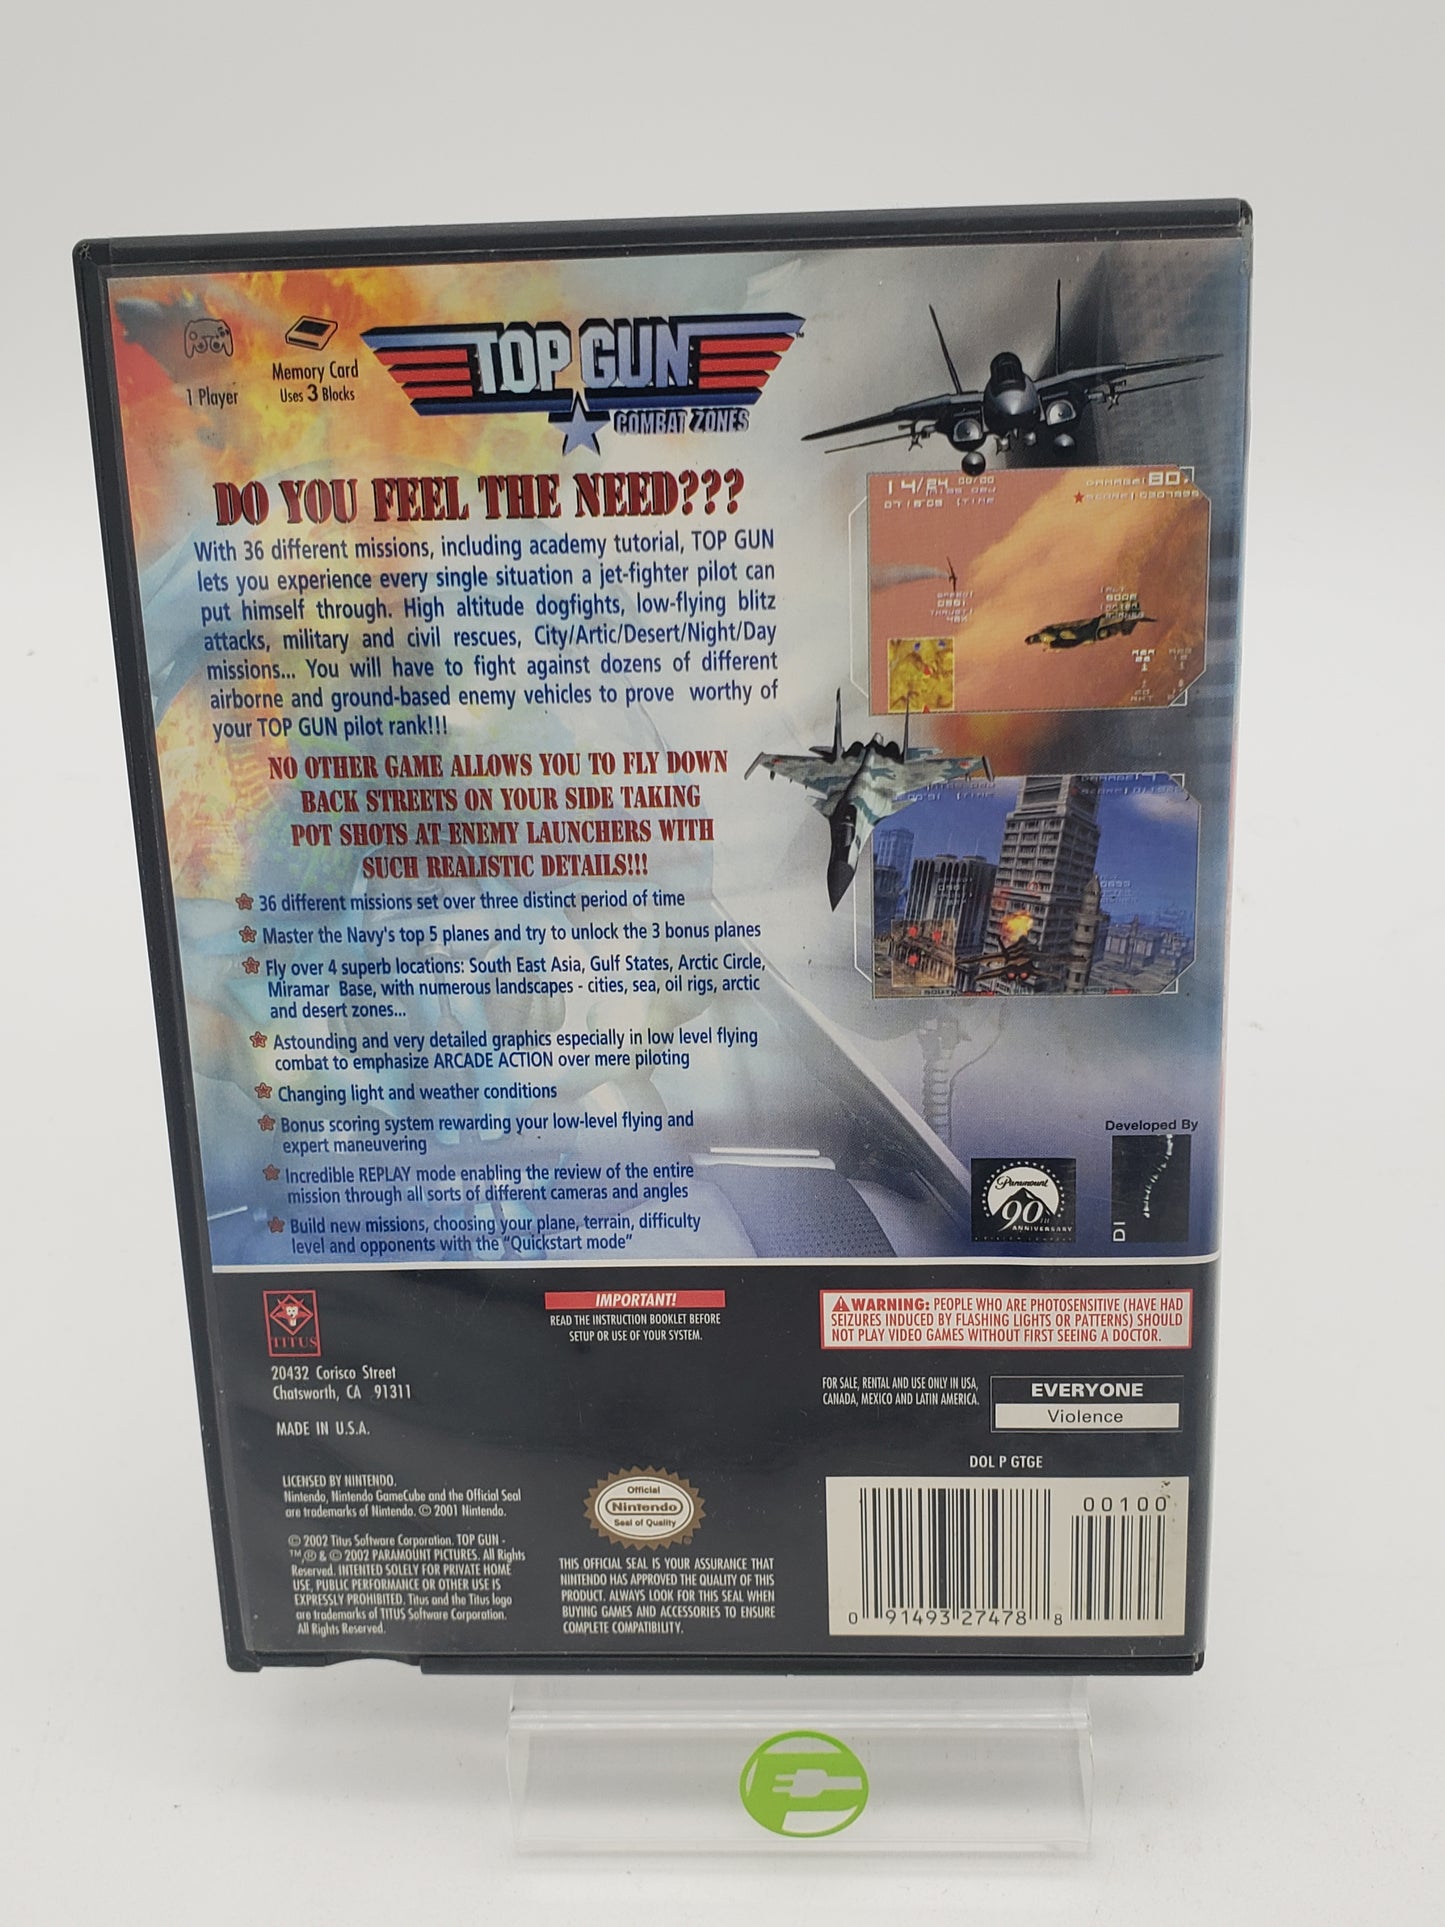 1 Player
Memory Card
Uses 3 Blocks
TOP GUN
COMBAT ZONES
DO YOU FEEL THE NEED???
With 36 different missions, including academy tutorial, TOP GUN
lets you experience every single situation a jet-fighter pilot can
put himself through. High altitude dogfights, low-flying blitz
attacks, military and civil rescues, City/Artic/Desert/Night/Day
missions... You will have to fight against dozens of different
airborne and ground-based enemy vehicles to prove worthy of
your TOP GUN pilot rank!!!
NO OTHER GAME ALLOWS YOU TO FLY DOWN
BACK STREETS ON YOUR SIDE TAKING
POT SHOTS AT ENEMY LAUNCHERS WITH
SUCH REALISTIC DETAILS!!!
36 different missions set over three distinct period of time
Master the Navy's top 5 planes and try to unlock the 3 bonus planes
Fly over 4 superb locations: South East Asia, Gulf States, Arctic Circle,
Miramar Base, with numerous landscapes - cities, sea, oil rigs, arctic
and desert zones...
Astounding and very detailed graphics especially in low level flying
combat to emphasize ARCADE ACTION over mere piloting
Changing light and weather conditions
Bonus scoring system rewarding your low-level flying and
expert maneuvering
Incredible REPLAY mode enabling the review of the entire
mission through all sorts of different cameras and angles
Build new missions, choosing your plane, terrain, difficulty
level and opponents with the "Quickstart mode"
14/24
80
Developed By
DI
Paramount
90TH
ANNIVERSARY
TITUS
20432 Corisco Street
Chatsworth, CA 91311
MADE IN U.S.A.
IMPORTANT!
READ THE INSTRUCTION BOOKLET BEFORE
SETUP OR USE OF YOUR SYSTEM.
WARNING: PEOPLE WHO ARE PHOTOSENSITIVE (HAVE HAD
SEIZURES INDUCED BY FLASHING LIGHTS OR PATTERNS) SHOULD
NOT PLAY VIDEO GAMES WITHOUT FIRST SEEING A DOCTOR.
FOR SALE, RENTAL AND USE ONLY IN USA,
CANADA, MEXICO AND LATIN AMERICA.
EVERYONE
Violence
DOL P GTGE
LICENSED BY NINTENDO.
Nintendo, Nintendo GameCube and the Official Seal
are trademarks of Nintendo. © 2001 Nintendo.
© 2002 Titus Software Corporation. TOP GUN -
™,® & © 2002 PARAMOUNT PICTURES. All Rights
Reserved. INTENTED SOLELY FOR PRIVATE HOME
USE, PUBLIC PERFORMANCE OR OTHER USE IS
EXPRESSLY PROHIBITED. Titus and the Titus logo
are trademarks of TITUS Software Corporation.
All Rights Reserved.
Official
Nintendo
Seal of Quality
THIS OFFICIAL SEAL IS YOUR ASSURANCE THAT
NINTENDO HAS APPROVED THE QUALITY OF THIS
PRODUCT. ALWAYS LOOK FOR THIS SEAL WHEN
BUYING GAMES AND ACCESSORIES TO ENSURE
COMPLETE COMPATIBILITY.
00100
0 91493 27478 8